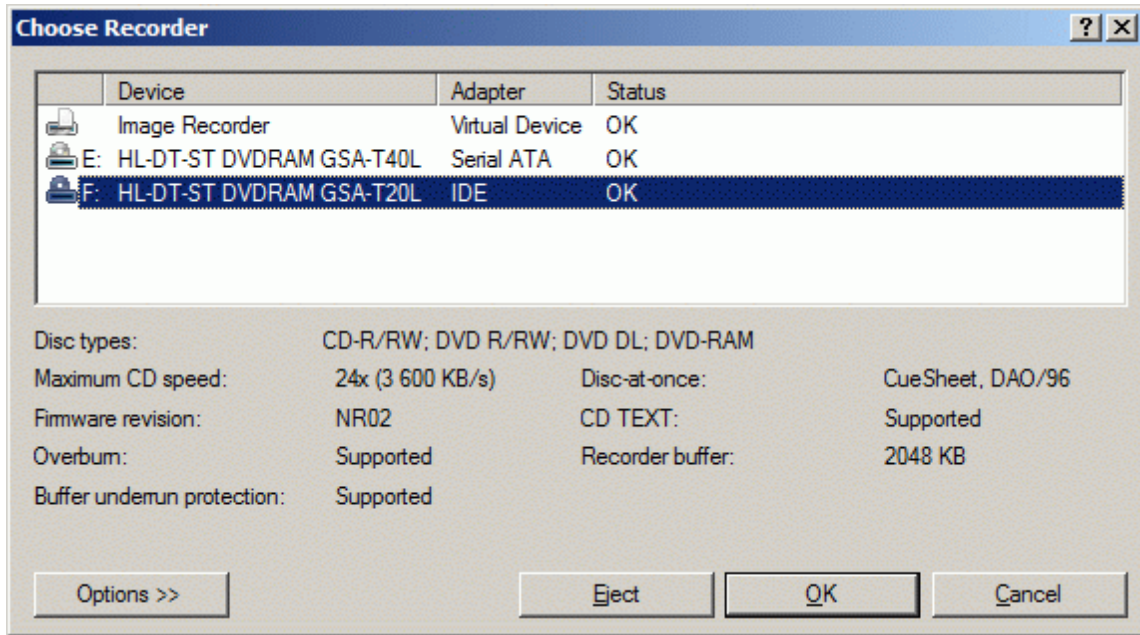 Choose Recorder
Device Adapter Status
Image Recorder Virtual Device OK
E: HL-DT-ST DVDRAM GSA-T40L Serial ATA OK
F: HL-DT-ST DVDRAM GSA-T20L IDE OK
Disc types: CD-R/RW; DVD R/RW; DVD DL; DVD-RAM
Maximum CD speed: 24x (3 600 KB/s) Disc-at-once: CueSheet, DAO/96
Firmware revision: NR02 CD TEXT: Supported
Overburn: Supported Recorder buffer: 2048 KB
Buffer underrun protection: Supported
Options >> Eject OK Cancel